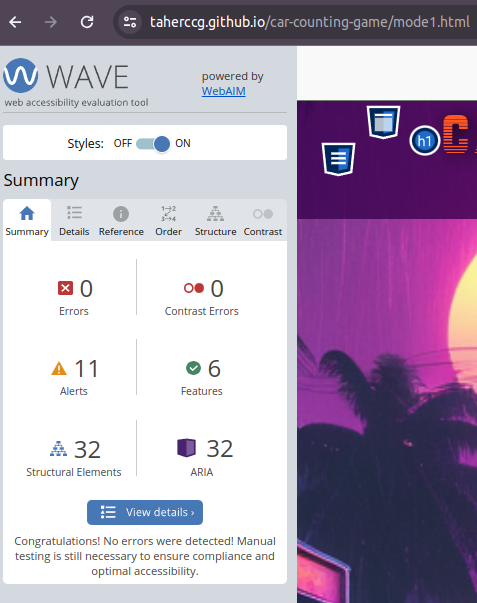 taherccg.github.io/car-counting-game/mode1.html
WAVE
web accessibility evaluation tool
powered by
WebAIM
Styles: OFF ON
Summary
Summary Details Reference Order Structure Contrast
0 0
Errors Contrast Errors
11 6
Alerts Features
32 32
Structural Elements ARIA
View details ›
Congratulations! No errors were detected! Manual
testing is still necessary to ensure compliance and
optimal accessibility.
h1 C